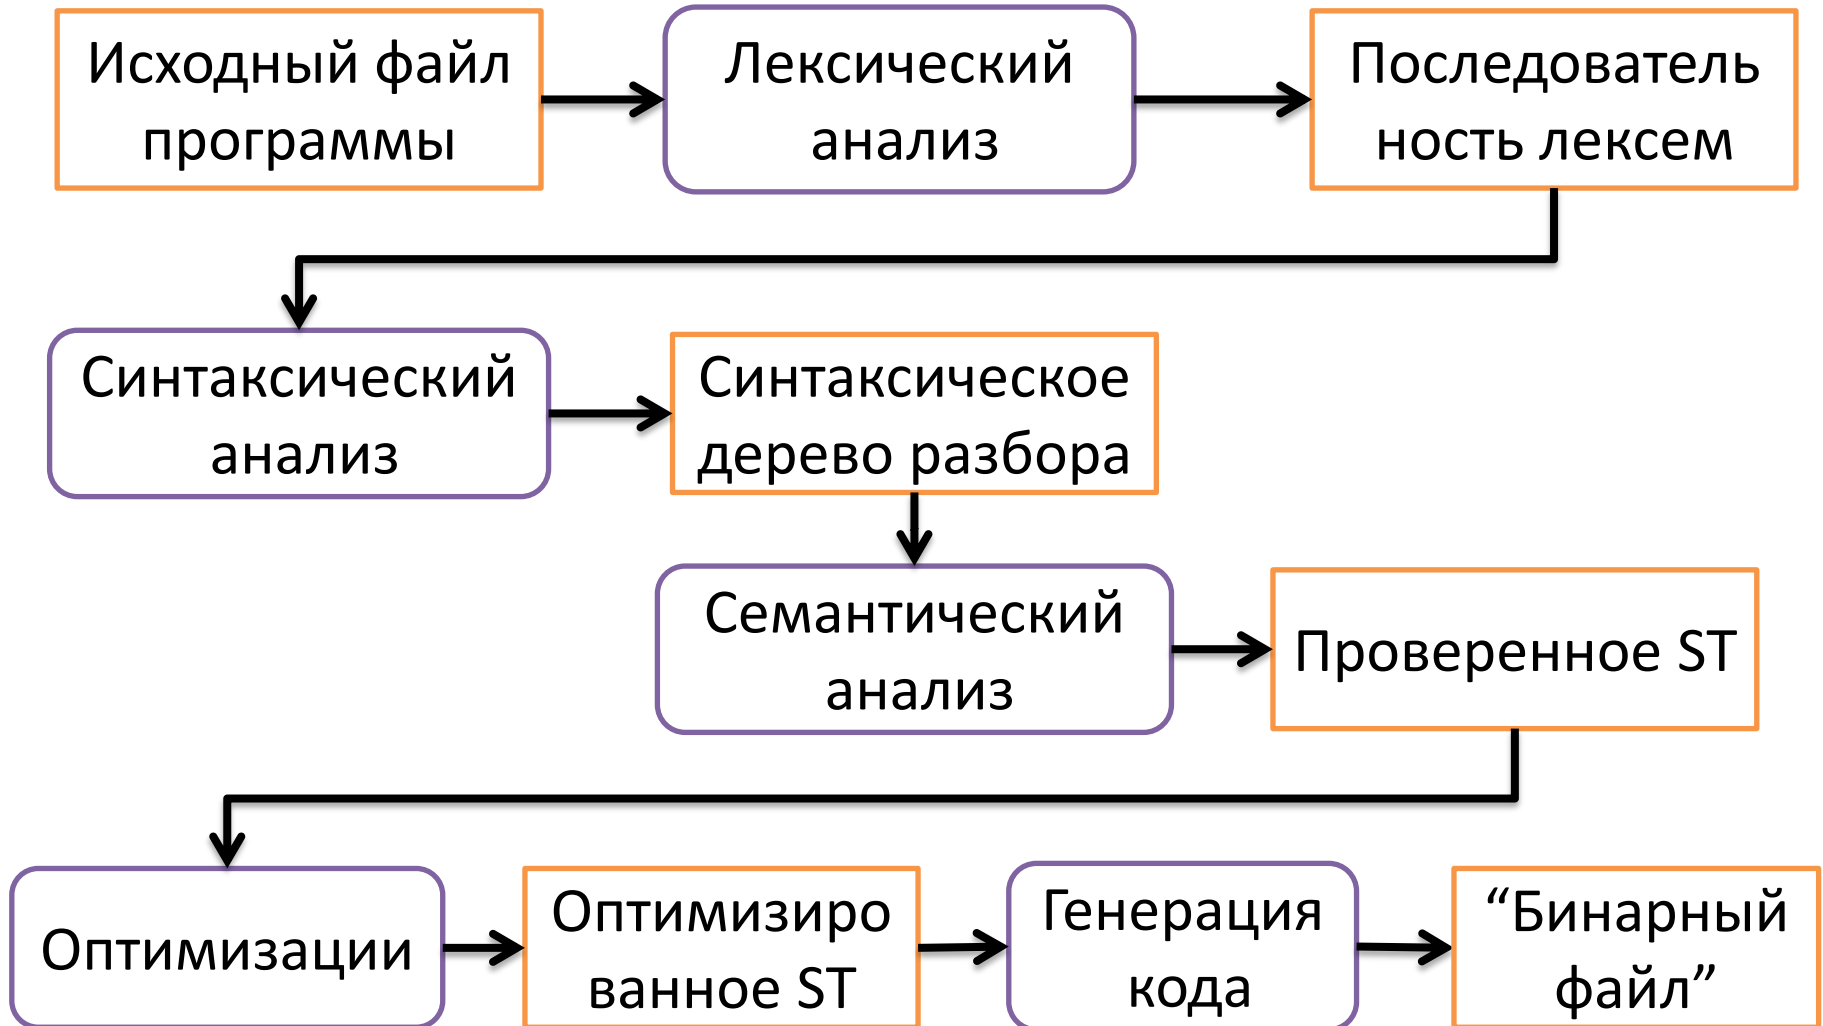 Исходный файл
программы
Лексический
анализ
Последователь
ность лексем
Синтаксический
анализ
Синтаксическое
дерево разбора
Семантический
анализ
Проверенное ST
Оптимизации
Оптимизиро
ванное ST
Генерация
кода
“Бинарный
файл”